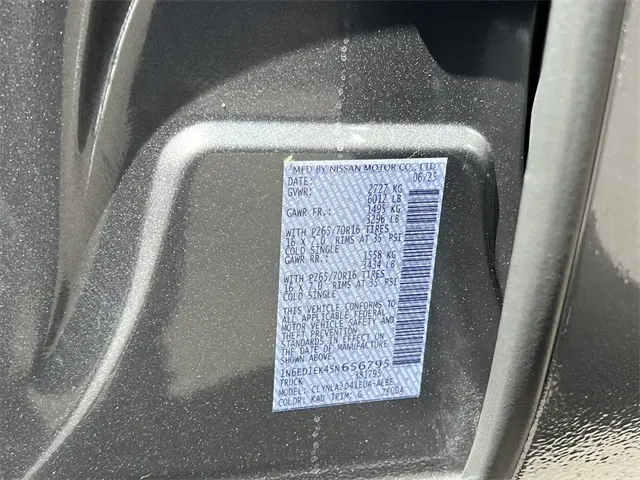 MFD BY NISSAN MOTOR CO., LTD
DATE: 06/25
GVWR: 2727 KG
6012 LB
GAWR FR.: 1495 KG
3296 LB
WITH P265/70R16 TIRES
16 X 7.0 RIMS AT 35 PSI
COLD SINGLE
GAWR RR.: 1558 KG
3434 LB
WITH P265/70R16 TIRES
16 X 7.0 RIMS AT 35 PSI
COLD SINGLE
THIS VEHICLE CONFORMS TO
ALL APPLICABLE FEDERAL
MOTOR VEHICLE SAFETY AND
THEFT PREVENTION
STANDARDS IN EFFECT ON
THE DATE OF MANUFACTURE
SHOWN ABOVE.
1N6ED1EK4SN656795
TRUCK
MODEL:
COLOR: KAD TRIM: G